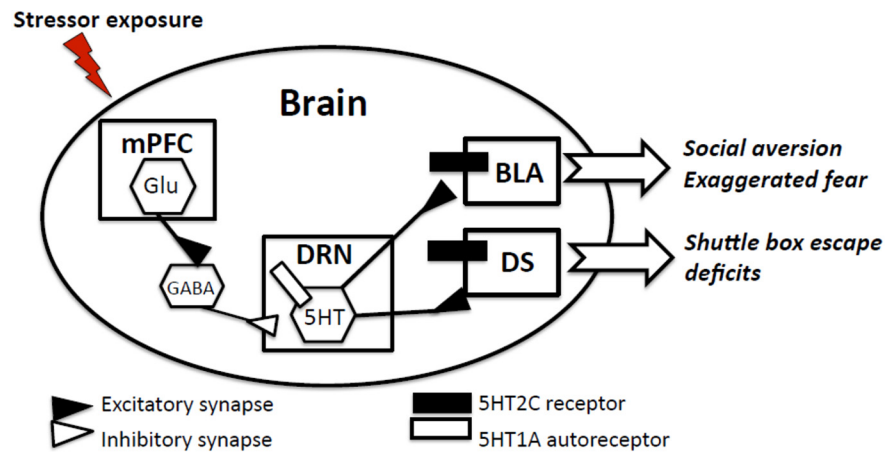 Stressor exposure
Brain
mPFC
Glu
GABA
DRN
5HT
BLA
DS
Social aversion
Exaggerated fear
Shuttle box escape
deficits
Excitatory synapse
Inhibitory synapse
5HT2C receptor
5HT1A autoreceptor